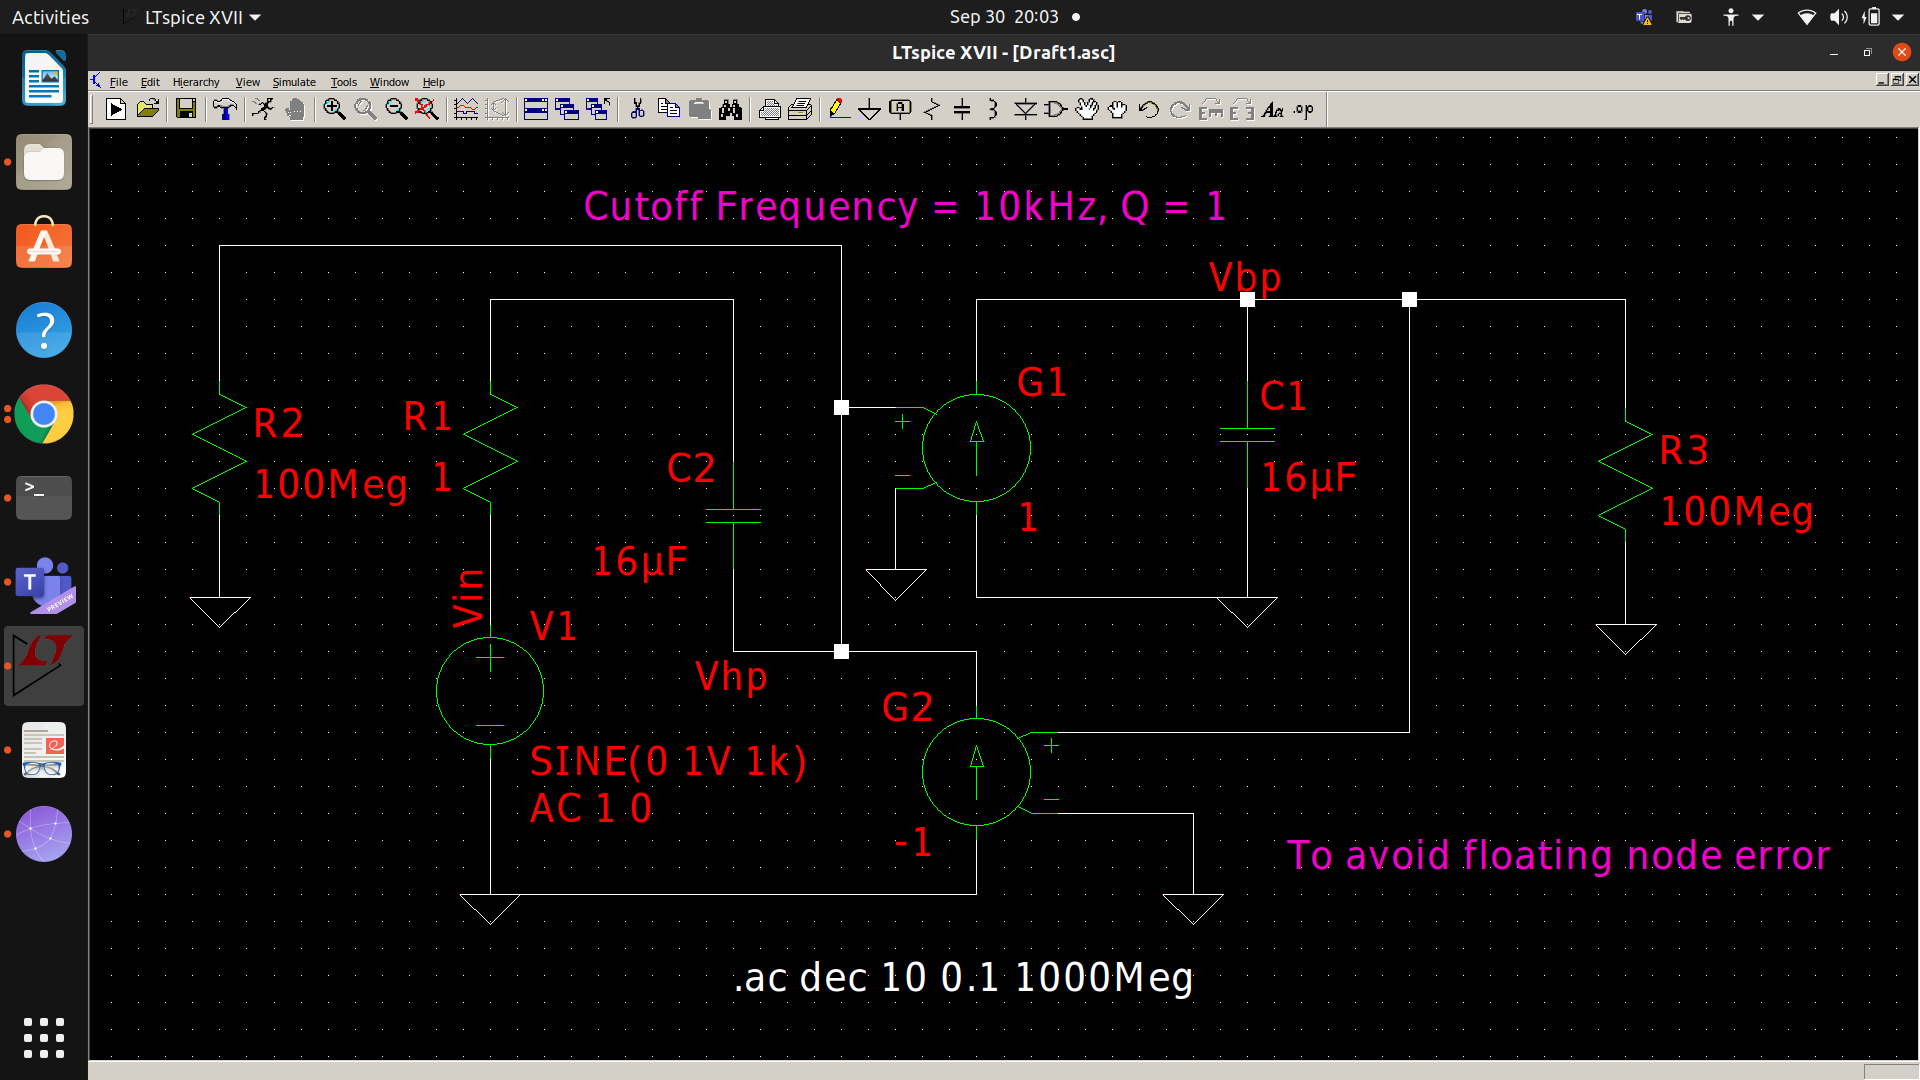 Activities LTspice XVII Sep 30 20:03
LTspice XVII - [Draft1.asc]
File Edit Hierarchy View Simulate Tools Window Help
Cutoff Frequency = 10kHz, Q = 1
Vbp
G1
C1
R2
R1
R3
C2
100Meg
1
16µF
100Meg
1
16µF
Vin
V1
Vhp
G2
SINE(0 1V 1k)
AC 1 0
-1
To avoid floating node error
.ac dec 10 0.1 1000Meg